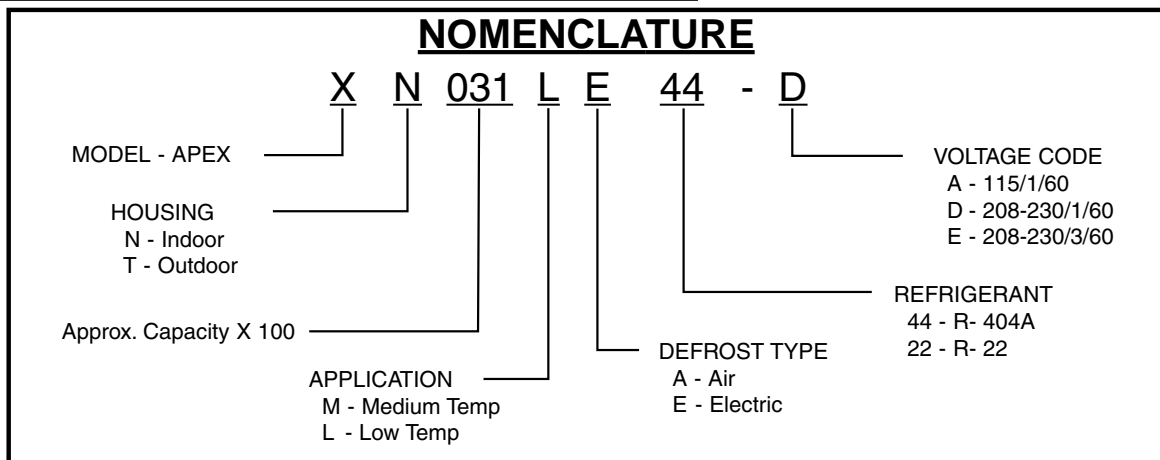 NOMENCLATURE
X N 031 L E 44 - D
MODEL - APEX
HOUSING
N - Indoor
T - Outdoor
Approx. Capacity X 100
APPLICATION
M - Medium Temp
L - Low Temp
DEFROST TYPE
A - Air
E - Electric
REFRIGERANT
44 - R- 404A
22 - R- 22
VOLTAGE CODE
A - 115/1/60
D - 208-230/1/60
E - 208-230/3/60